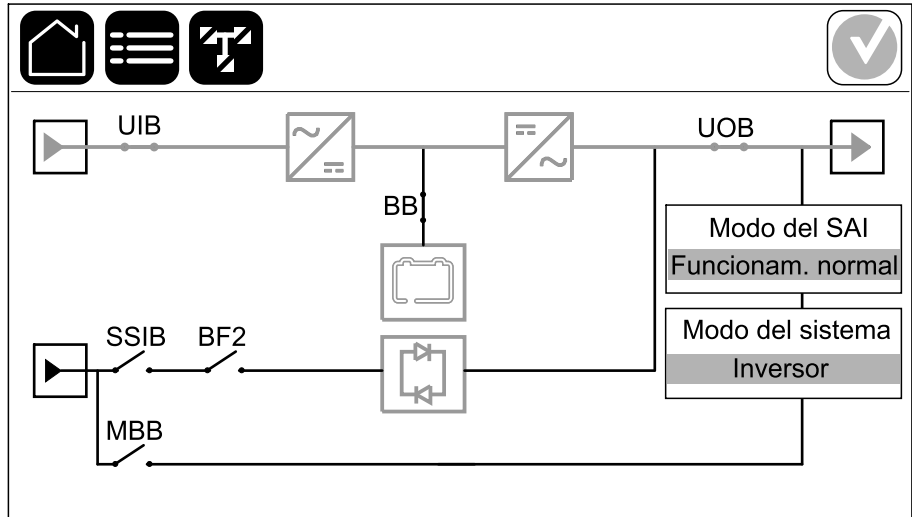 UIB
UOB
BB
Modo del SAI
Funcionam. normal
SSIB
BF2
Modo del sistema
Inversor
MBB